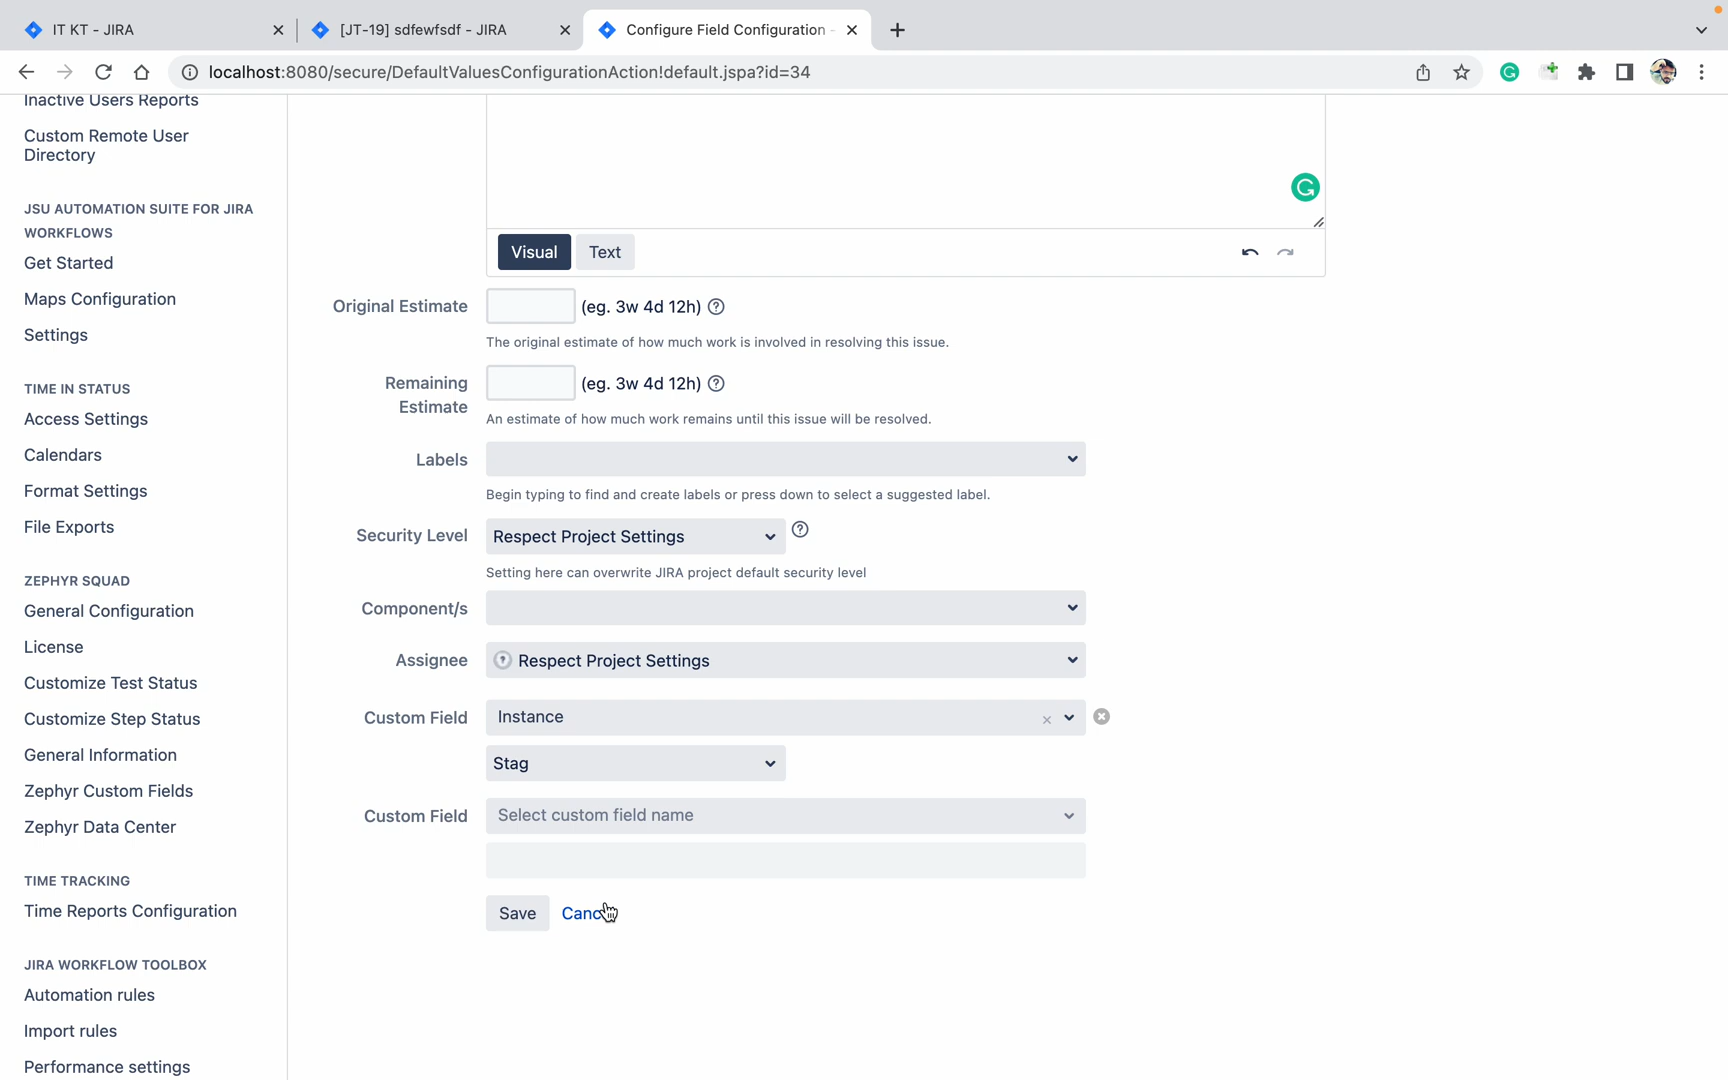 IT KT - JIRA
[JT-19] sdfewfsdf - JIRA
Configure Field Configuration -
localhost:8080/secure/DefaultValuesConfigurationAction!default.jspa?id=34
Inactive Users Reports
Custom Remote User
Directory
JSU AUTOMATION SUITE FOR JIRA
WORKFLOWS
Get Started
Maps Configuration
Settings
TIME IN STATUS
Access Settings
Calendars
Format Settings
File Exports
ZEPHYR SQUAD
General Configuration
License
Customize Test Status
Customize Step Status
General Information
Zephyr Custom Fields
Zephyr Data Center
TIME TRACKING
Time Reports Configuration
JIRA WORKFLOW TOOLBOX
Automation rules
Import rules
Performance settings
Visual Text
Original Estimate (eg. 3w 4d 12h)
The original estimate of how much work is involved in resolving this issue.
Remaining
Estimate
(eg. 3w 4d 12h)
An estimate of how much work remains until this issue will be resolved.
Labels
Begin typing to find and create labels or press down to select a suggested label.
Security Level Respect Project Settings
Setting here can overwrite JIRA project default security level
Component/s
Assignee Respect Project Settings
Custom Field Instance
Stag
Custom Field Select custom field name
Save